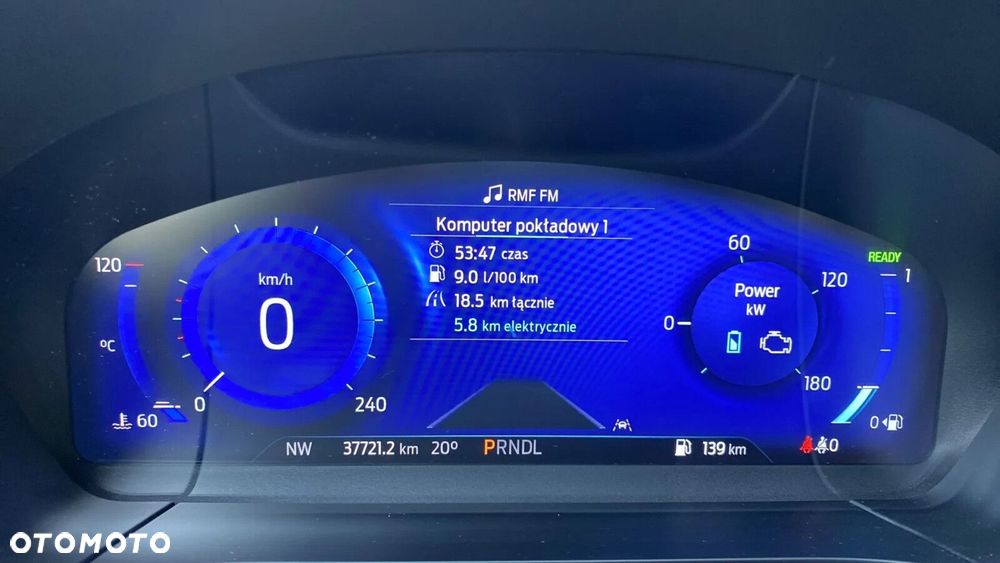 RMF FM
Komputer pokładowy 1
53:47 czas
9.0 l/100 km
18.5 km łącznie
5.8 km elektrycznie
120
°C
60
km/h
0
0
240
60
120
0
Power
kW
180
READY
1
0
NW 37721.2 km 20° PRNDL 139 km 0
OTOMOTO